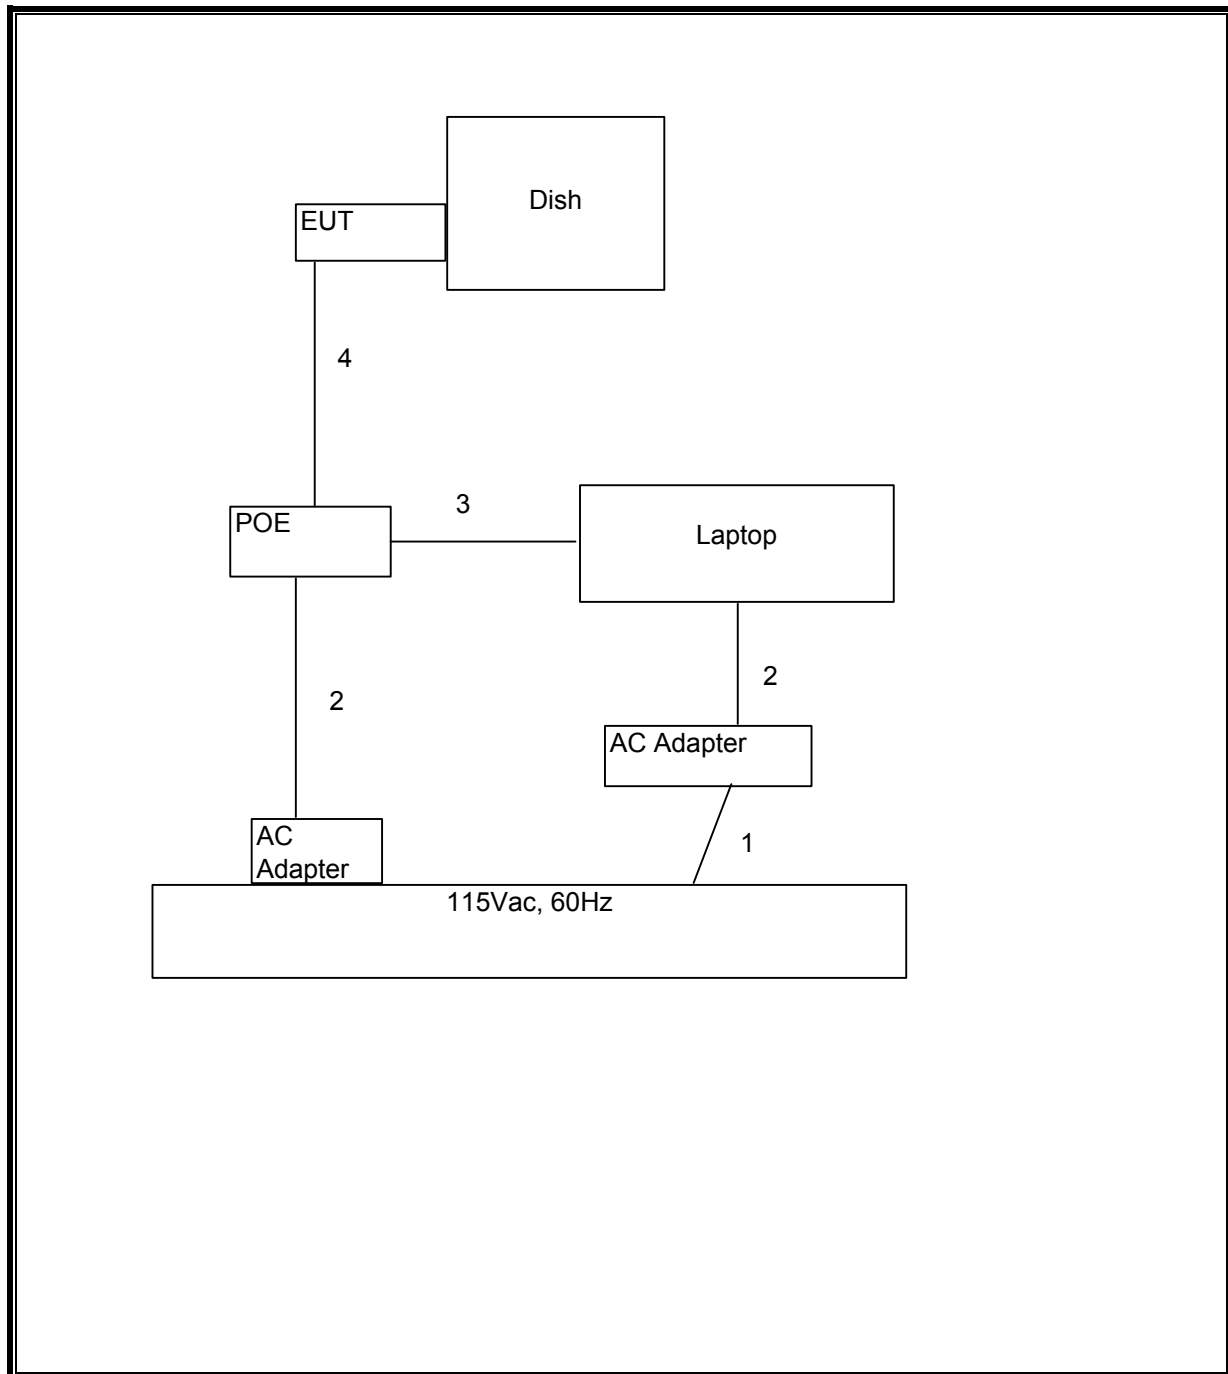 Dish
EUT
4
3
POE
Laptop
2
2
AC Adapter
AC
Adapter
1
115Vac, 60Hz